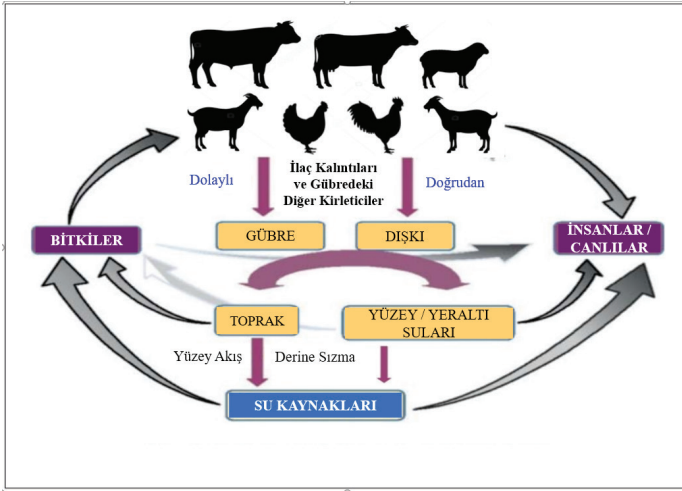 İlaç Kalıntıları
ve Gübredeki
Diğer Kirleticiler
Dolaylı
Doğrudan
BİTKİLER
GÜBRE
DIŞKI
İNSANLAR /
CANLILAR
TOPRAK
YÜZEY / YERALTI
SULARI
Yüzey Akış
Derine Sızma
SU KAYNAKLARI